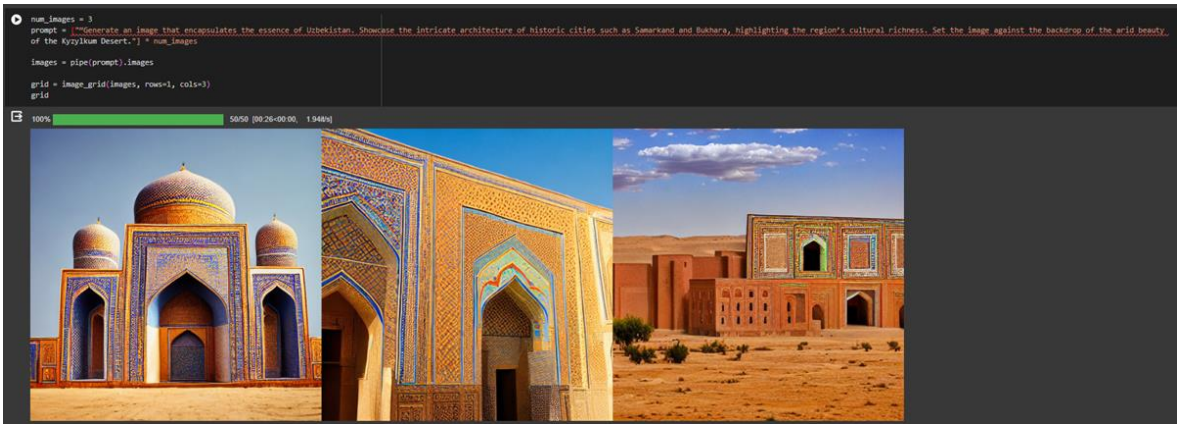 num_images = 3
prompt = [""Generate an image that encapsulates the essence of Uzbekistan. Showcase the intricate architecture of historic cities such as Samarkand and Bukhara, highlighting the region's cultural richness. Set the image against the backdrop of the arid beauty
of the Kyzylkum Desert."] * num_images
images = pipe(prompt).images
grid = image_grid(images, rows=1, cols=3)
grid
100% 50/50 [00:26<00:00, 1.94it/s]